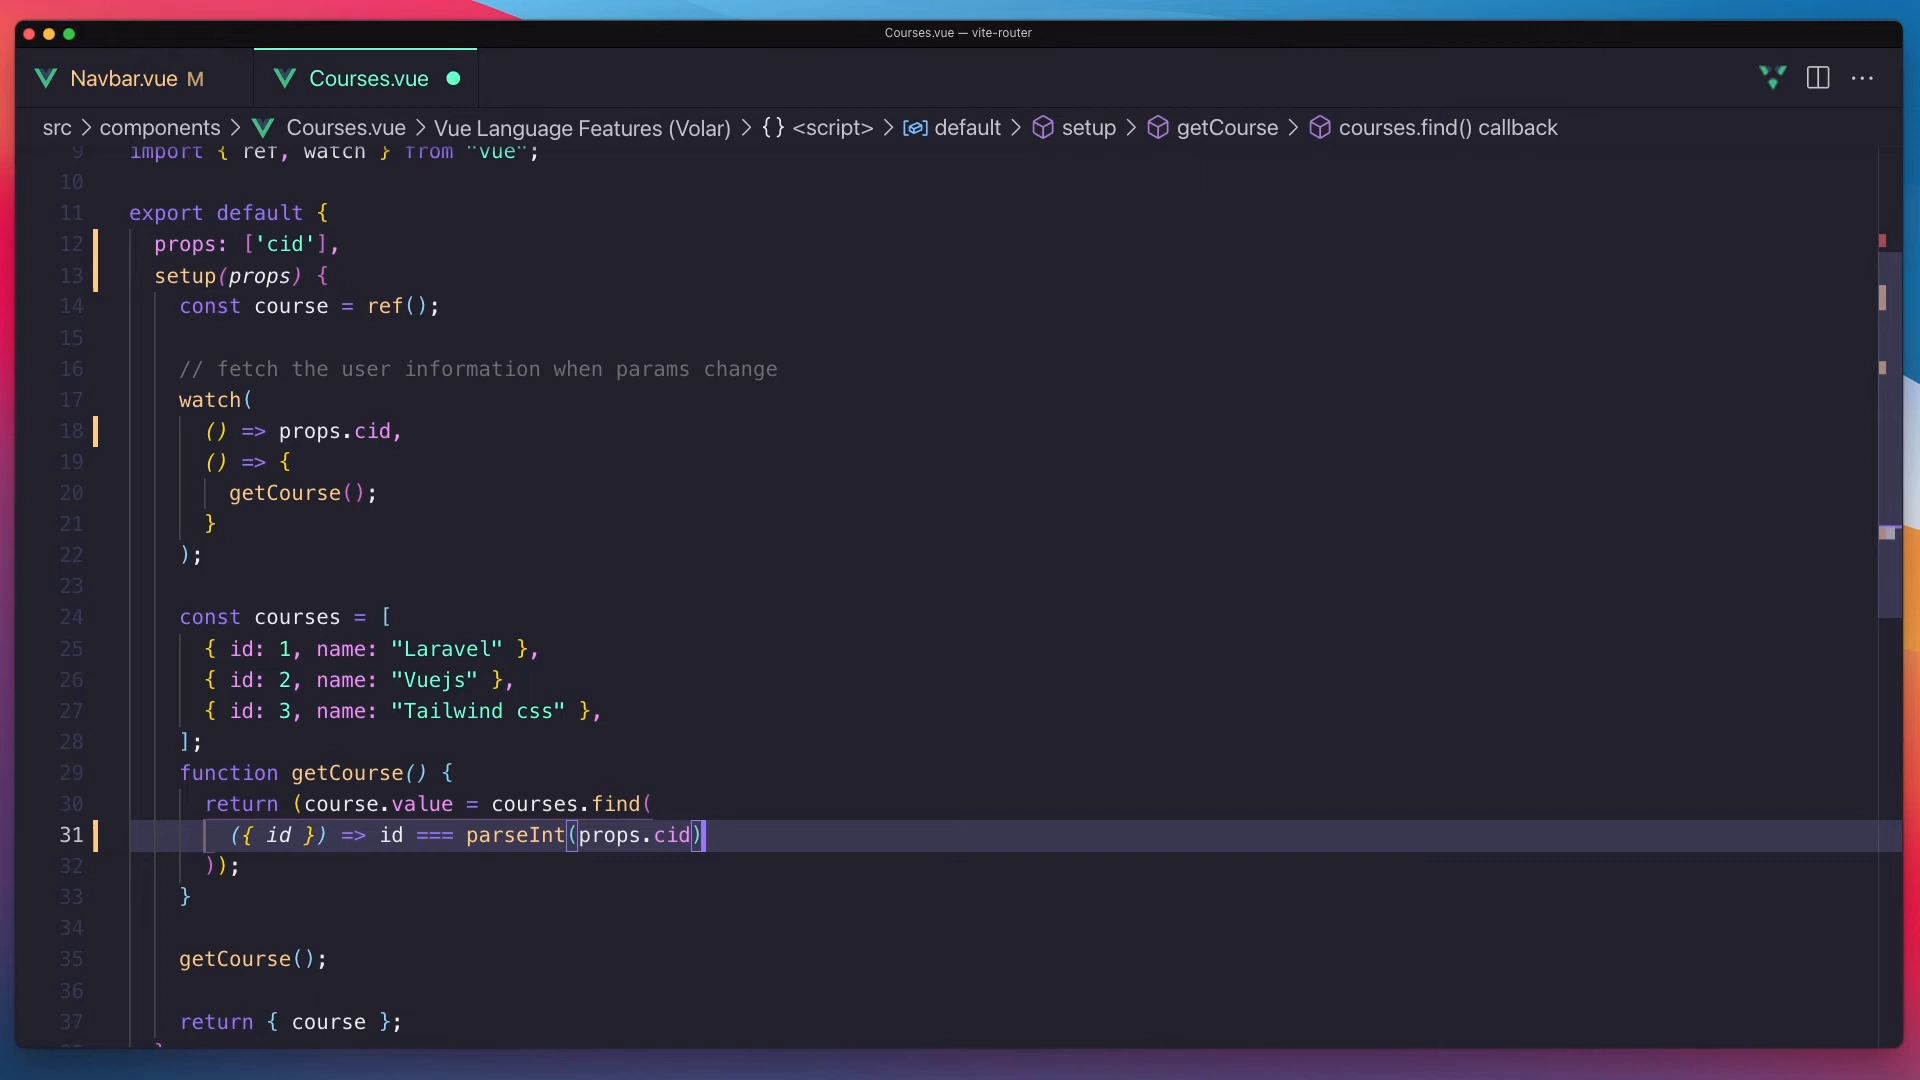 Courses.vue — vite-router
Navbar.vue M
Courses.vue
src > components > Courses.vue > Vue Language Features (Volar) > {} <script> > default > setup > getCourse > courses.find() callback
9 import { ref, watch } from "vue";
10
11 export default {
12 props: ['cid'],
13 setup(props) {
14 const course = ref();
15
16 // fetch the user information when params change
17 watch(
18 () => props.cid,
19 () => {
20 getCourse();
21 }
22 );
23
24 const courses = [
25 { id: 1, name: "Laravel" },
26 { id: 2, name: "Vuejs" },
27 { id: 3, name: "Tailwind css" },
28 ];
29 function getCourse() {
30 return (course.value = courses.find(
31 ({ id }) => id === parseInt(props.cid)
32 ));
33 }
34
35 getCourse();
36
37 return { course };